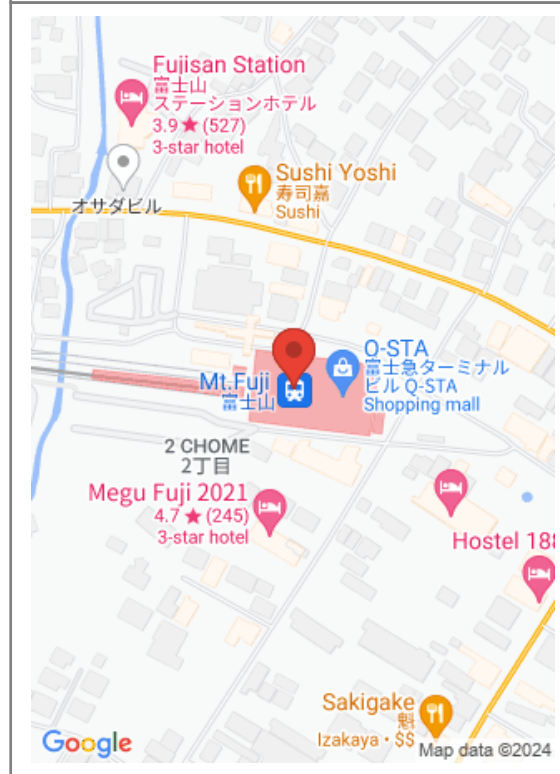 Fujisan Station
富士山
ステーションホテル
3.9★(527)
3-star hotel
オサダビル
Sushi Yoshi
寿司嘉
Sushi
Q-STA
富士急ターミナル
ビル Q-STA
Shopping mall
Mt.Fuji
富士山
2 CHOME
2丁目
Megu Fuji 2021
4.7★(245)
3-star hotel
Hostel 188
Sakigake
魁
Izakaya・$$
Google
Map data ©2024